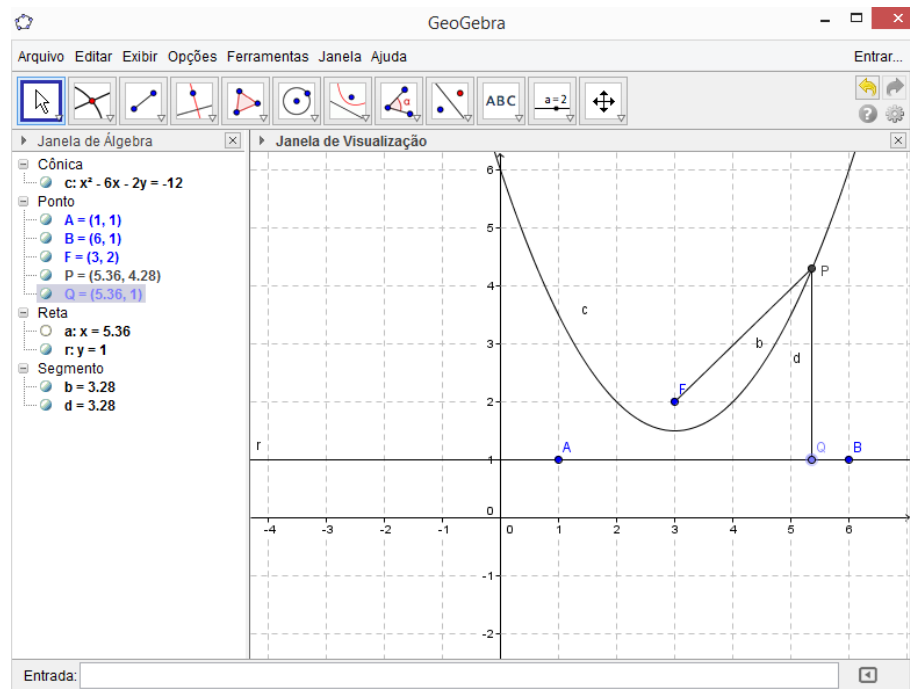 GeoGebra
Arquivo Editar Exibir Opções Ferramentas Janela Ajuda
Entrar...
ABC
a=2
α
Janela de Álgebra
Janela de Visualização
Cônica
c: x² - 6x - 2y = -12
Ponto
A = (1, 1)
B = (6, 1)
F = (3, 2)
P = (5.36, 4.28)
Q = (5.36, 1)
Reta
a: x = 5.36
r: y = 1
Segmento
b = 3.28
d = 3.28
6
5
4
3
2
1
0
-1
-2
-4 -3 -2 -1 0 1 2 3 4 5 6
c
P
b
d
F
r
A
Q
B
Entrada: